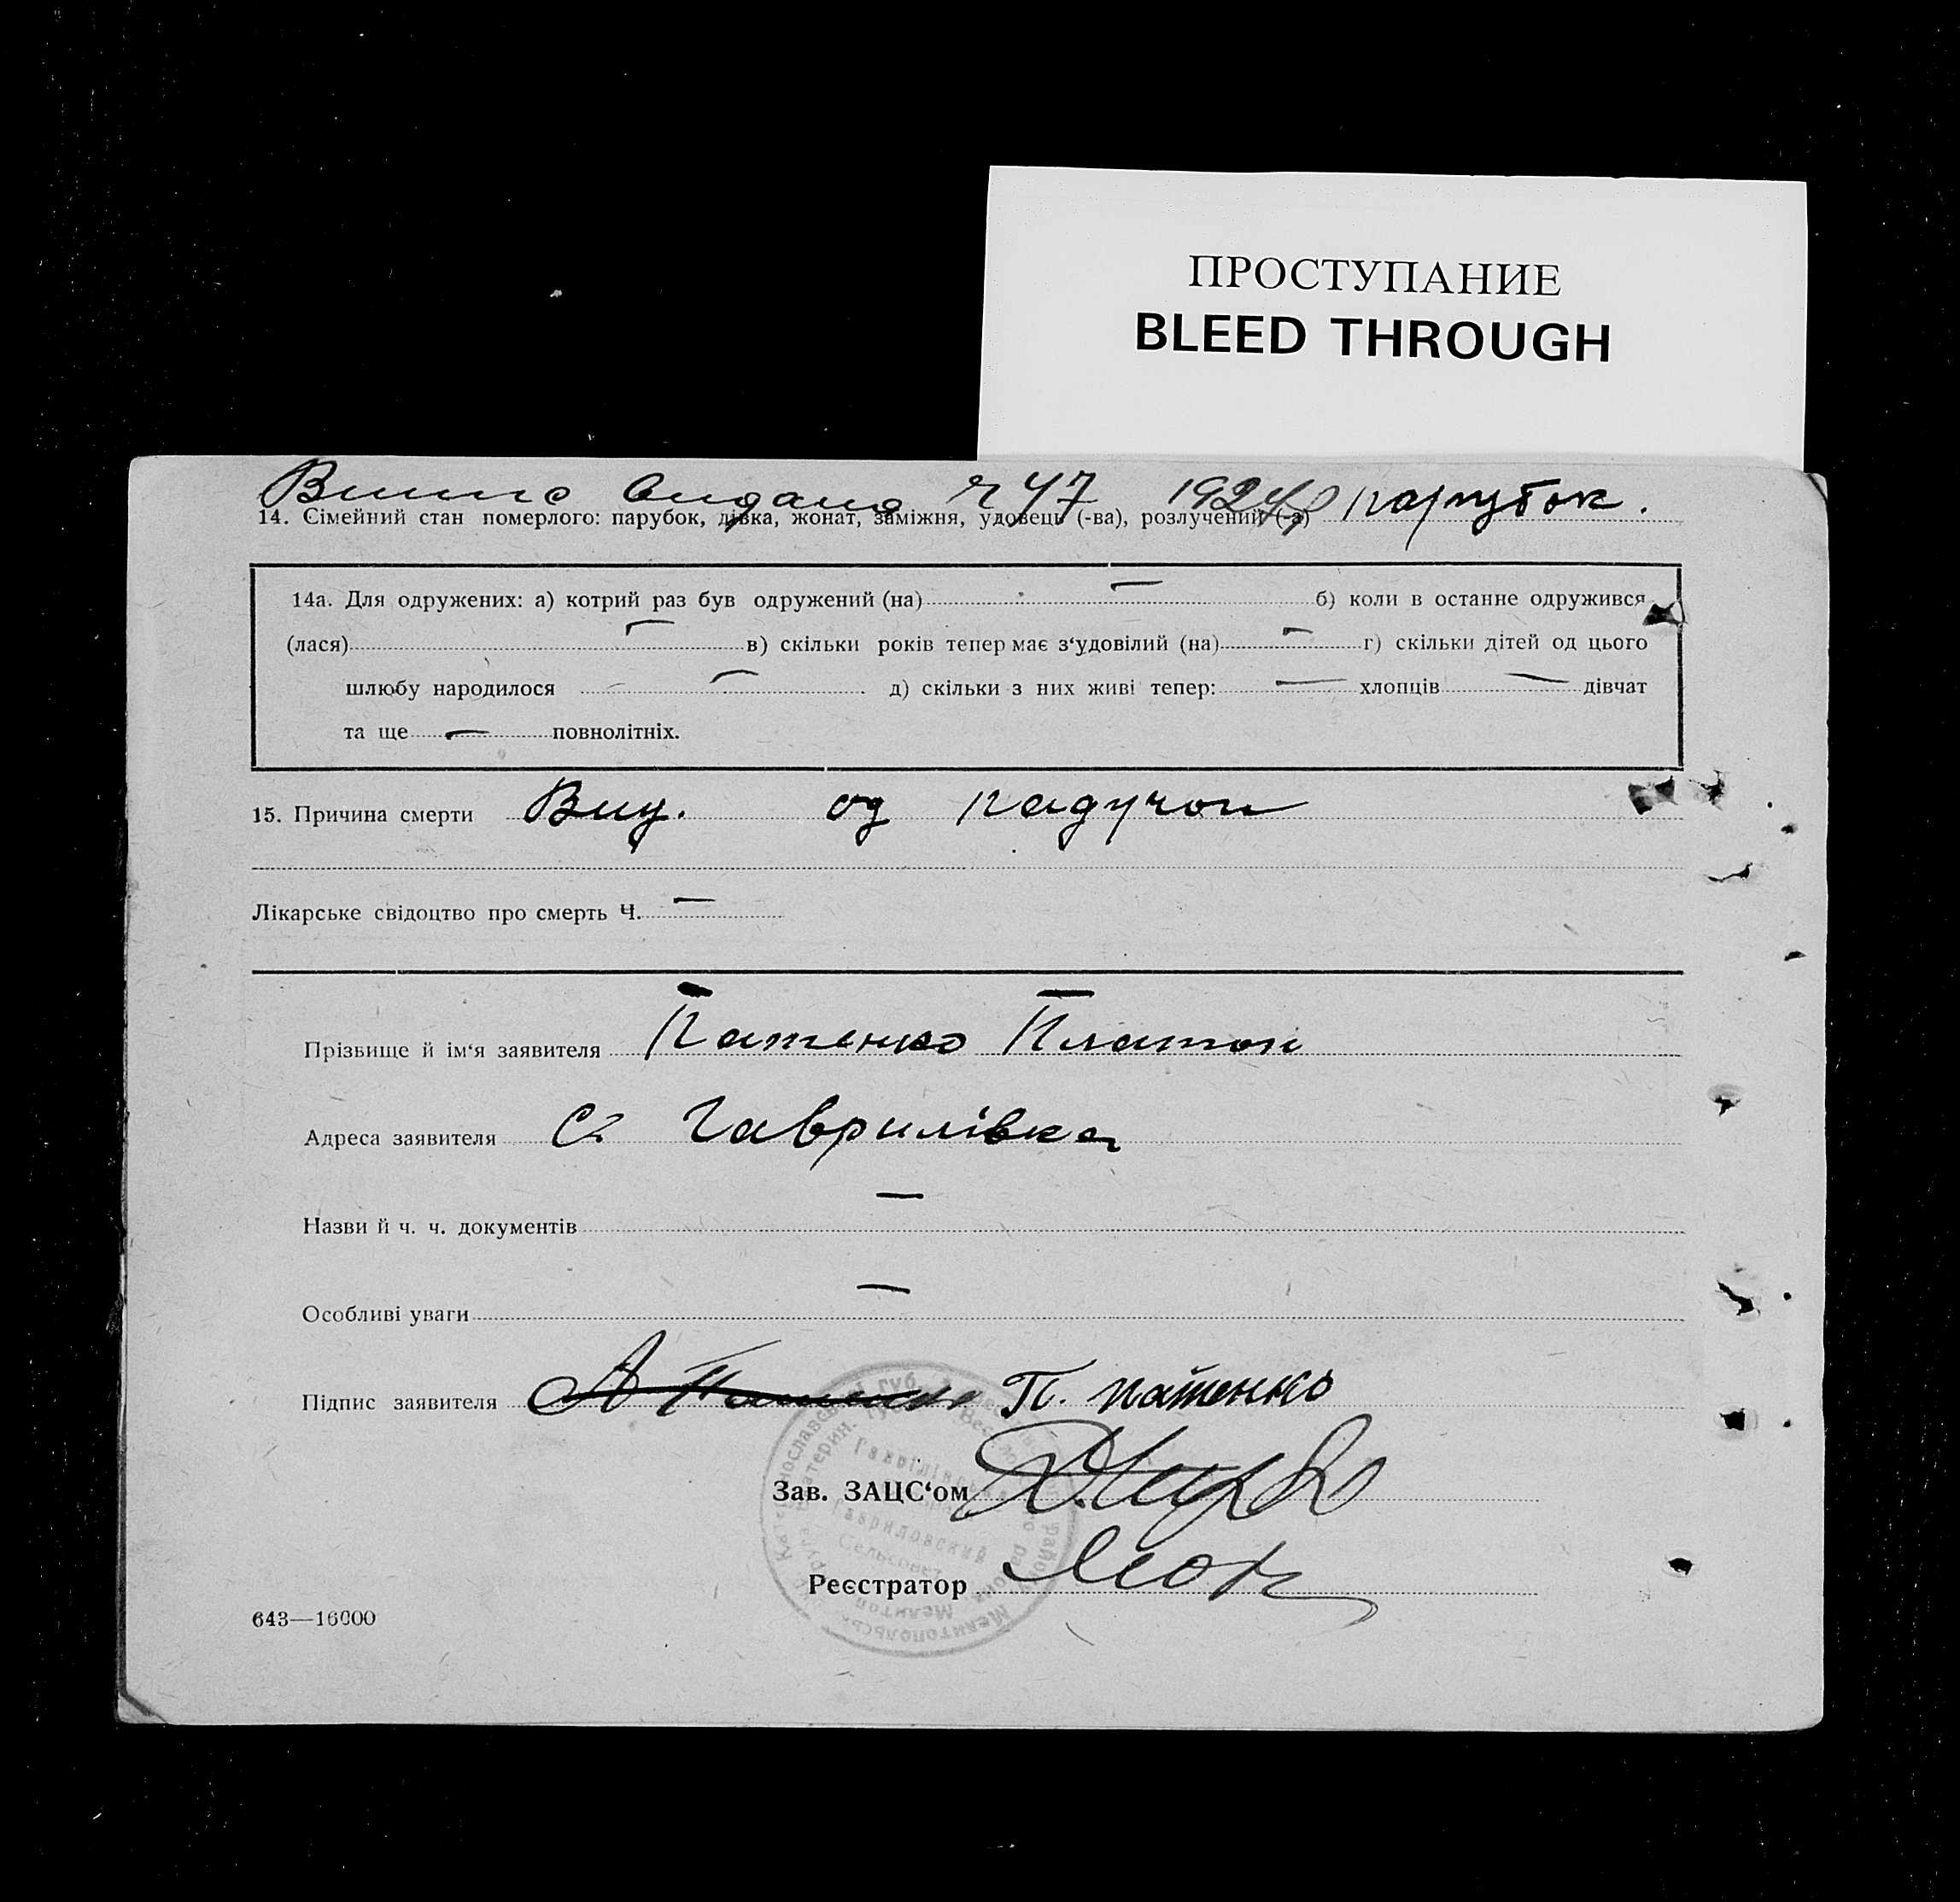 ПРОСТУПАНИЕ
BLEED THROUGH
видано ч 47 1924 р
14. Сімейний стан померлого: парубок, дівка, жонат, заміжня, удовець (-ва), розлучений (-а) парубок.
14а. Для одружених: а) котрий раз був одружений (на) — б) коли в останнє одружився
(лася) — в) скільки років тепер має з‘удовілий (на) — г) скільки дітей од цього
шлюбу народилося — д) скільки з них живі тепер: — хлопців — дівчат
та ще — повнолітніх.
15. Причина смерти од падучои
Лікарське свідоцтво про смерть Ч. —
Прізвище й ім‘я заявителя Патенко Платон
Адреса заявителя с. Гаврилівка
Назви й ч. ч. документів —
Особливі уваги —
Підпис заявителя П. Патенко
Зав. ЗАЦС‘ом
Реєстратор
643—16000